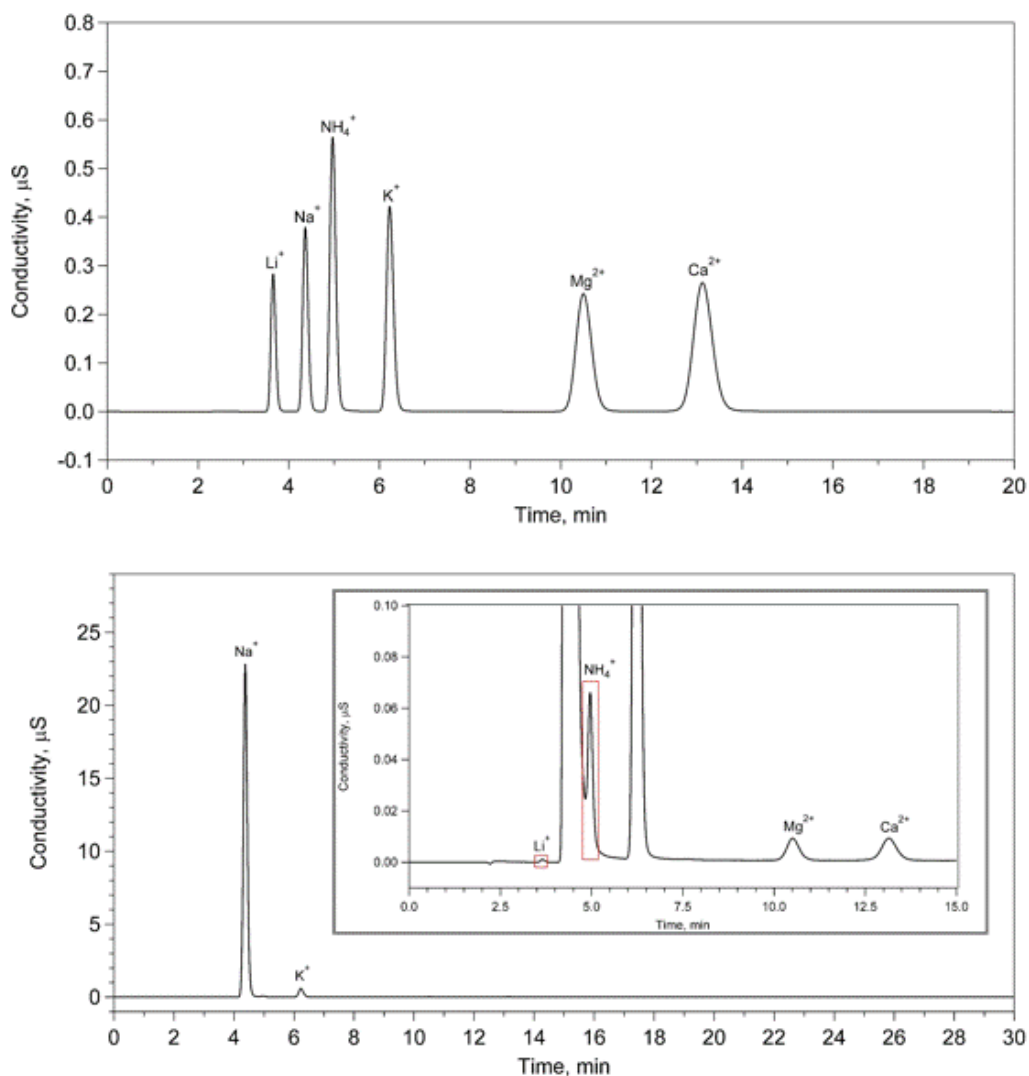 0.8
0.7
0.6
0.5
0.4
0.3
0.2
0.1
0.0
-0.1
Conductivity, µS
Li⁺
Na⁺
NH₄⁺
K⁺
Mg²⁺
Ca²⁺
0 2 4 6 8 10 12 14 16 18 20
Time, min
25
20
15
10
5
0
Conductivity, µS
Na⁺
K⁺
0.10
0.08
0.06
0.04
0.02
0.00
Conductivity, µS
Li⁺
NH₄⁺
Mg²⁺
Ca²⁺
0.0 2.5 5.0 7.5 10.0 12.5 15.0
Time, min
0 2 4 6 8 10 12 14 16 18 20 22 24 26 28 30
Time, min